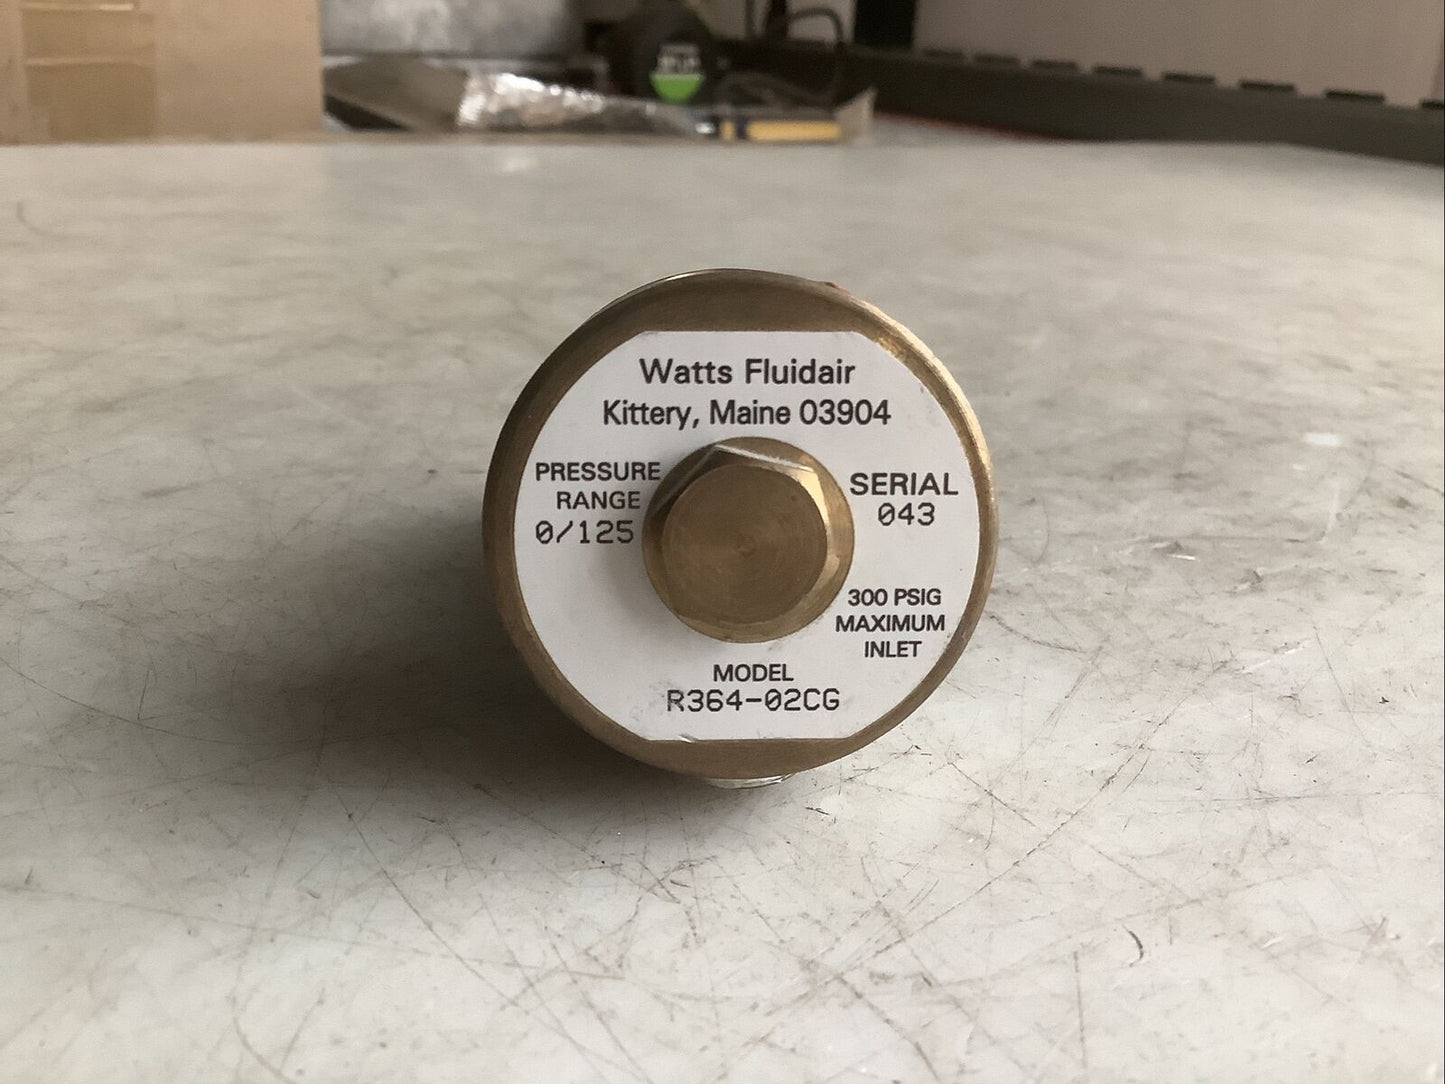 Watts Fluidair
Kittery, Maine 03904
PRESSURE
RANGE
0/125
SERIAL
043
300 PSIG
MAXIMUM
INLET
MODEL
R364-02CG